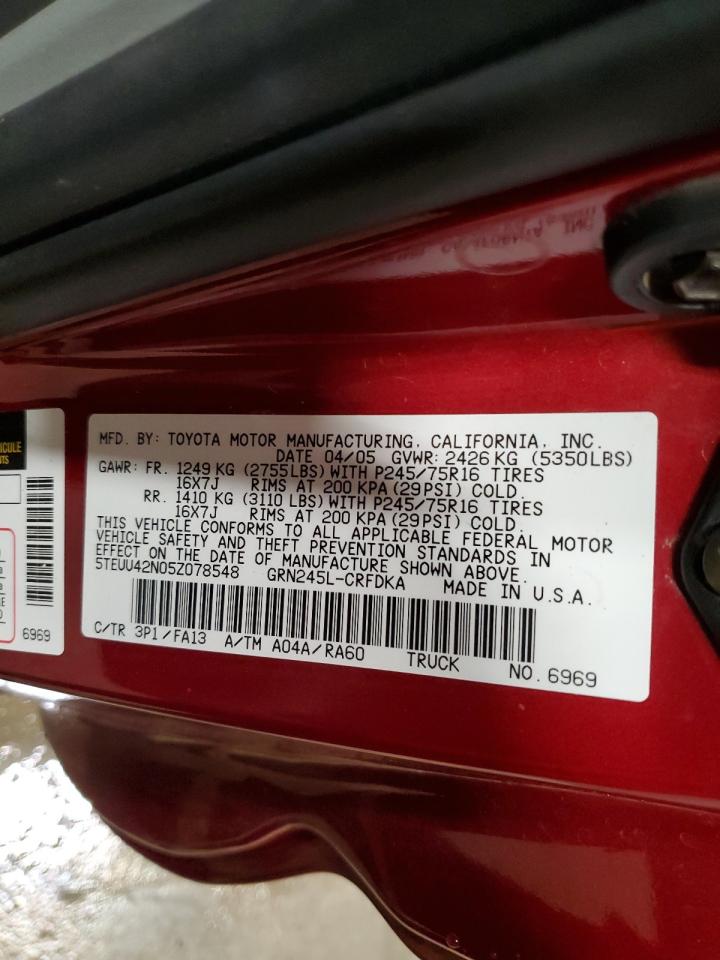 MFD. BY: TOYOTA MOTOR MANUFACTURING, CALIFORNIA, INC.
DATE 04/05 GVWR: 2426 KG (5350LBS)
GAWR: FR. 1249 KG (2755LBS) WITH P245/75R16 TIRES
16X7J RIMS AT 200 KPA (29PSI) COLD.
RR. 1410 KG (3110 LBS) WITH P245/75R16 TIRES
16X7J RIMS AT 200 KPA (29PSI) COLD.
THIS VEHICLE CONFORMS TO ALL APPLICABLE FEDERAL MOTOR
VEHICLE SAFETY AND THEFT PREVENTION STANDARDS IN
EFFECT ON THE DATE OF MANUFACTURE SHOWN ABOVE.
5TEUU42N05Z078548 GRN245L-CRFDKA MADE IN U.S.A.
C/TR 3P1/FA13 A/TM A04A/RA60 TRUCK NO. 6969
6969